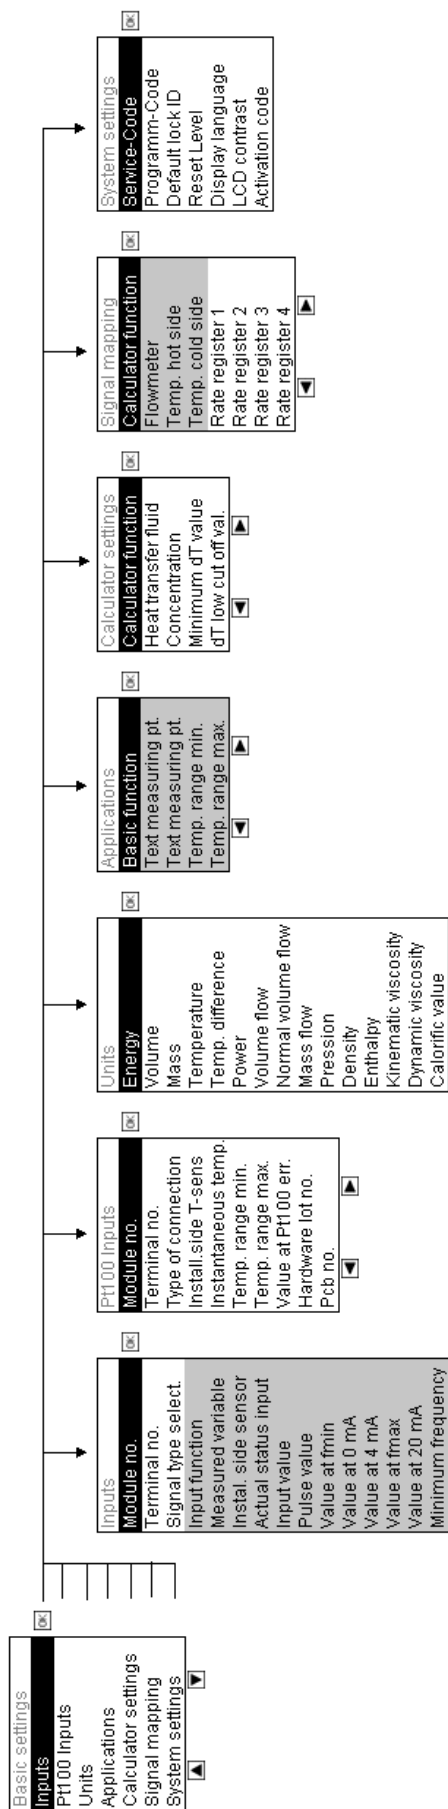 Basic settings
Inputs
OK
Pt100 Inputs
Units
Applications
Calculator settings
Signal mapping
System settings
Inputs
Module no.
OK
Terminal no.
Signal type select.
Input function
Measured variable
Instal. side sensor
Actual status input
Input value
Pulse value
Value at fmin
Value at 0 mA
Value at 4 mA
Value at fmax
Value at 20 mA
Minimum frequency
Pt100 Inputs
Module no.
OK
Terminal no.
Type of connection
Install.side T-sens
Instantaneous temp.
Temp. range min.
Temp. range max.
Value at Pt100 err.
Hardware lot no.
Pcb no.
Units
Energy
OK
Volume
Mass
Temperature
Temp. difference
Power
Volume flow
Normal volume flow
Mass flow
Pression
Density
Enthalpy
Kinematic viscosity
Dynamic viscosity
Calorific value
Applications
Basic function
OK
Text measuring pt.
Text measuring pt.
Temp. range min.
Temp. range max.
Calculator settings
Calculator function
OK
Heat transfer fluid
Concentration
Minimum dT value
dT low cut off val.
Signal mapping
Calculator function
OK
Flowmeter
Temp. hot side
Temp. cold side
Rate register 1
Rate register 2
Rate register 3
Rate register 4
System settings
Service-Code
OK
Programm-Code
Default lock ID
Reset Level
Display language
LCD contrast
Activation code